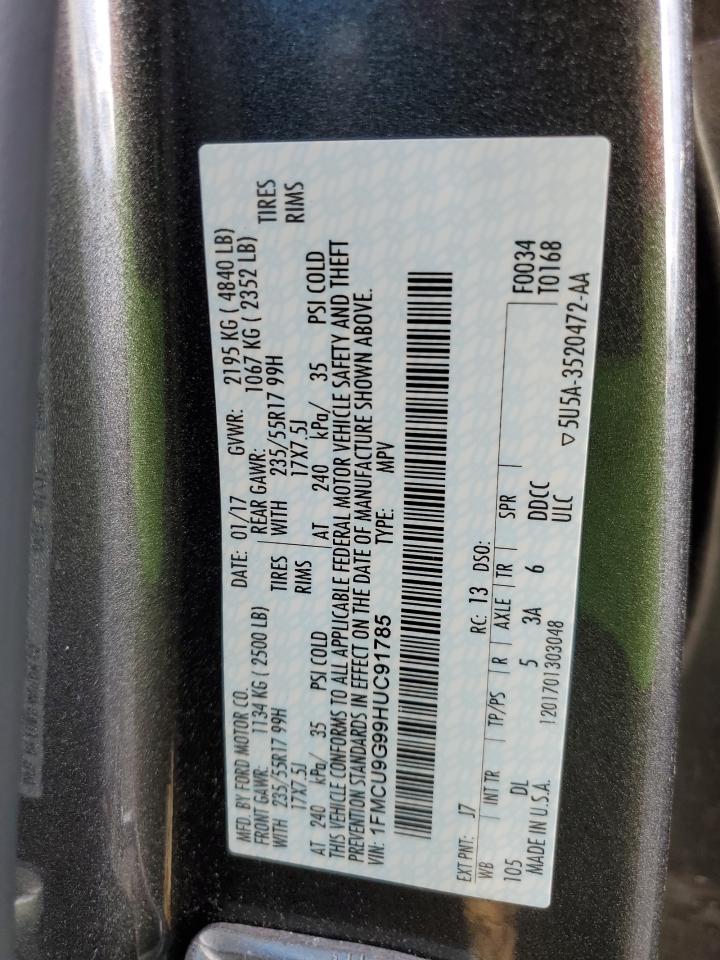 MFD. BY FORD MOTOR CO.
DATE: 01/17 GVWR: 2195 KG ( 4840 LB)
FRONT GAWR: 1134 KG ( 2500 LB) REAR GAWR: 1067 KG ( 2352 LB)
WITH 235/55R17 99H TIRES WITH 235/55R17 99H TIRES
17X7.5J RIMS 17X7.5J RIMS
AT 240 kPa/ 35 PSI COLD AT 240 kPa/ 35 PSI COLD
THIS VEHICLE CONFORMS TO ALL APPLICABLE FEDERAL MOTOR VEHICLE SAFETY AND THEFT
PREVENTION STANDARDS IN EFFECT ON THE DATE OF MANUFACTURE SHOWN ABOVE.
VIN: 1FMCU9G99HUC91785 TYPE: MPV
EXT PNT: J7 RC: 13 DSO:
WB INT TR TP/PS R AXLE TR SPR F0034
T0168
105 DL 5 3A 6 DDCC
MADE IN U.S.A. 1201701303048 ULC ▽5U5A-3520472-AA